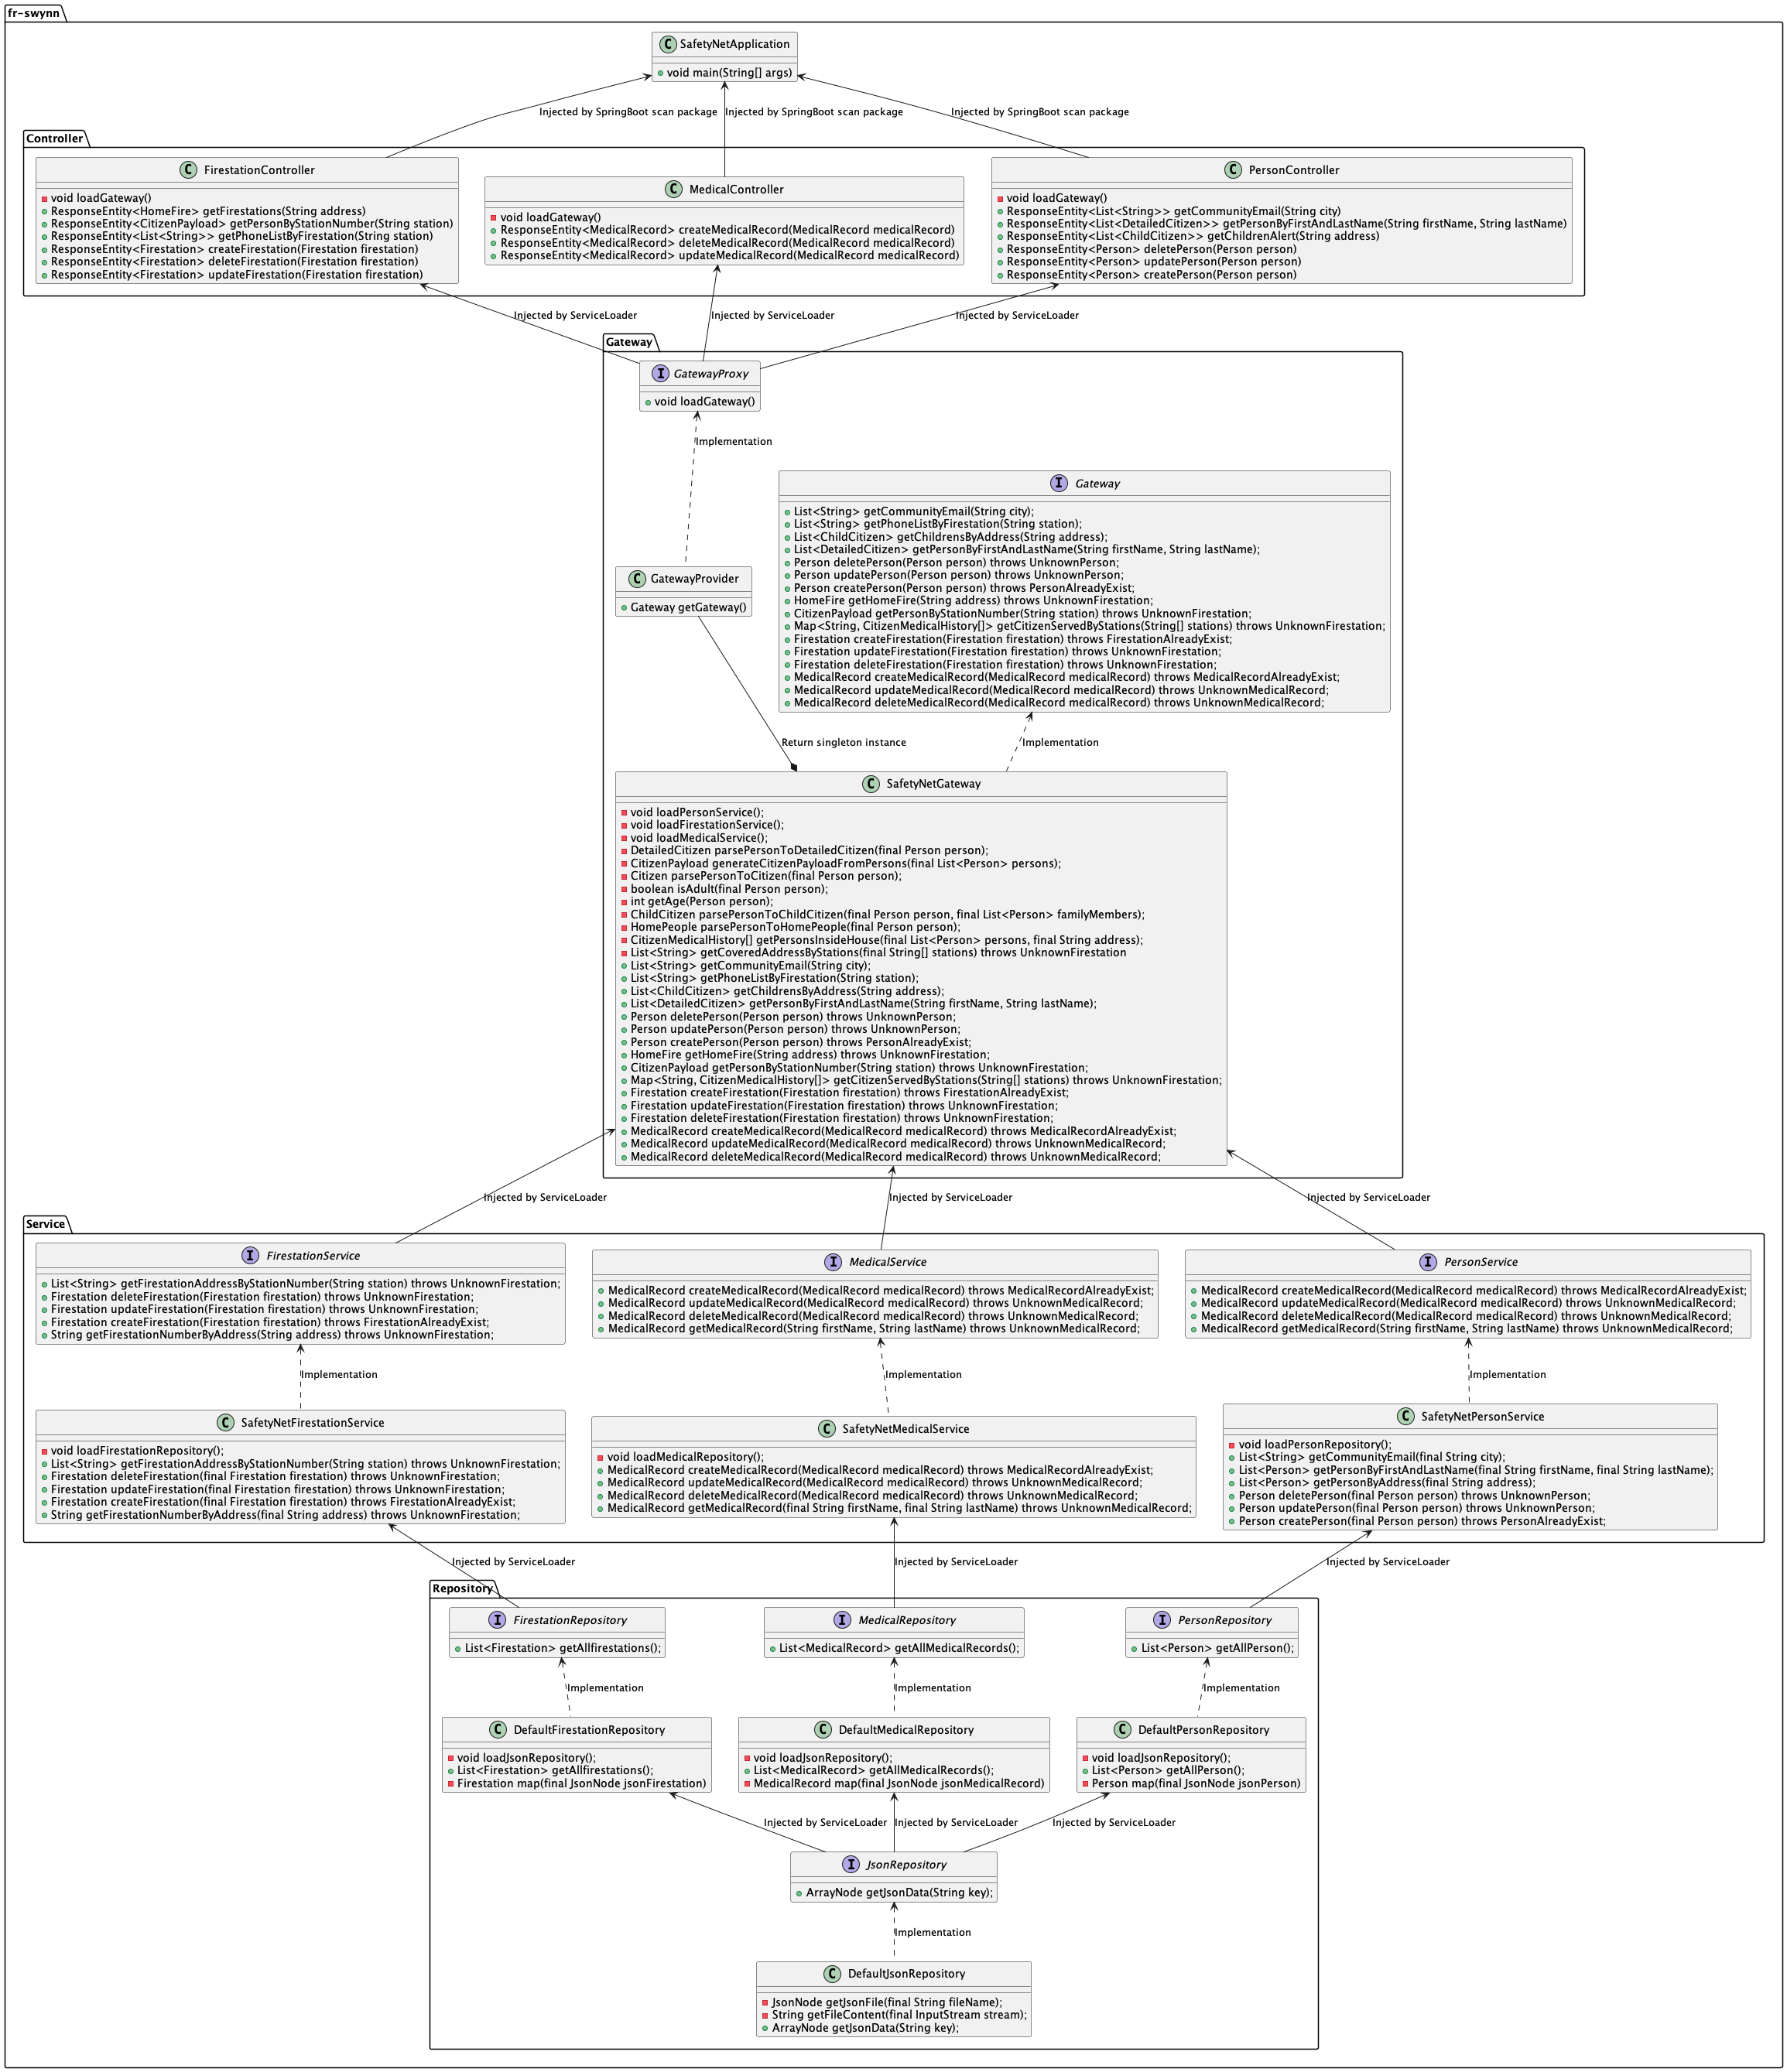 fr-swynn
SafetyNetApplication
void main(String[] args)
Injected by SpringBoot scan package
Injected by SpringBoot scan package
Injected by SpringBoot scan package
Controller
FirestationController
void loadGateway()
ResponseEntity<HomeFire> getFirestations(String address)
ResponseEntity<CitizenPayload> getPersonByStationNumber(String station)
ResponseEntity<List<String>> getPhoneListByFirestation(String station)
ResponseEntity<Firestation> createFirestion(Firestation firestation)
ResponseEntity<Firestation> deleteFirestation(Firestation firestation)
ResponseEntity<Firestation> updateFirestation(Firestation firestation)
MedicalController
void loadGateway()
ResponseEntity<MedicalRecord> createMedicalRecord(MedicalRecord medicalRecord)
ResponseEntity<MedicalRecord> deleteMedicalRecord(MedicalRecord medicalRecord)
ResponseEntity<MedicalRecord> updateMedicalRecord(MedicalRecord medicalRecord)
PersonController
void loadGateway()
ResponseEntity<List<String>> getCommunityEmail(String city)
ResponseEntity<List<DetailedCitizen>> getPersonByFirstAndLastName(String firstName, String lastName)
ResponseEntity<List<ChildCitizen>> getChildrenAlert(String address)
ResponseEntity<Person> deletePerson(Person person)
ResponseEntity<Person> updatePerson(Person person)
ResponseEntity<Person> createPerson(Person person)
Injected by ServiceLoader
Injected by ServiceLoader
Injected by ServiceLoader
Gateway
GatewayProxy
void loadGateway()
Implementation
Gateway
List<String> getCommunityEmail(String city);
List<String> getPhoneListByFirestation(String station);
List<ChildCitizen> getChildrensByAddress(String address);
List<DetailedCitizen> getPersonByFirstAndLastName(String firstName, String lastName);
Person deletePerson(Person person) throws UnknownPerson;
Person updatePerson(Person person) throws UnknownPerson;
Person createPerson(Person person) throws PersonAlreadyExist;
HomeFire getHomeFire(String address) throws UnknownFirestation;
CitizenPayload getPersonByStationNumber(String station) throws UnknownFirestation;
Map<String, CitizenMedicalHistory[]> getCitizenServedByStations(String[] stations) throws UnknownFirestation;
Firestation createFirestation(Firestation firestation) throws FirestationAlreadyExist;
Firestation updateFirestation(Firestation firestation) throws UnknownFirestation;
Firestation deleteFirestation(Firestation firestation) throws UnknownFirestation;
MedicalRecord createMedicalRecord(MedicalRecord medicalRecord) throws MedicalRecordAlreadyExist;
MedicalRecord updateMedicalRecord(MedicalRecord medicalRecord) throws UnknownMedicalRecord;
MedicalRecord deleteMedicalRecord(MedicalRecord medicalRecord) throws UnknownMedicalRecord;
GatewayProvider
Gateway getGateway()
Return singleton instance
Implementation
SafetyNetGateway
void loadPersonService();
void loadFirestationService();
void loadMedicalService();
DetailedCitizen parsePersonToDetailedCitizen(final Person person);
CitizenPayload generateCitizenPayloadFromPersons(final List<Person> persons);
Citizen parsePersonToCitizen(final Person person);
boolean isAdult(final Person person);
int getAge(Person person);
ChildCitizen parsePersonToChildCitizen(final Person person, final List<Person> familyMembers);
HomePeople parsePersonToHomePeople(final Person person);
CitizenMedicalHistory[] getPersonsInsideHouse(final List<Person> persons, final String address);
List<String> getCoveredAddressByStations(final String[] stations) throws UnknownFirestation
List<String> getCommunityEmail(String city);
List<String> getPhoneListByFirestation(String station);
List<ChildCitizen> getChildrensByAddress(String address);
List<DetailedCitizen> getPersonByFirstAndLastName(String firstName, String lastName);
Person deletePerson(Person person) throws UnknownPerson;
Person updatePerson(Person person) throws UnknownPerson;
Person createPerson(Person person) throws PersonAlreadyExist;
HomeFire getHomeFire(String address) throws UnknownFirestation;
CitizenPayload getPersonByStationNumber(String station) throws UnknownFirestation;
Map<String, CitizenMedicalHistory[]> getCitizenServedByStations(String[] stations) throws UnknownFirestation;
Firestation createFirestation(Firestation firestation) throws FirestationAlreadyExist;
Firestation updateFirestation(Firestation firestation) throws UnknownFirestation;
Firestation deleteFirestation(Firestation firestation) throws UnknownFirestation;
MedicalRecord createMedicalRecord(MedicalRecord medicalRecord) throws MedicalRecordAlreadyExist;
MedicalRecord updateMedicalRecord(MedicalRecord medicalRecord) throws UnknownMedicalRecord;
MedicalRecord deleteMedicalRecord(MedicalRecord medicalRecord) throws UnknownMedicalRecord;
Injected by ServiceLoader
Injected by ServiceLoader
Injected by ServiceLoader
Service
FirestationService
List<String> getFirestationAddressByStationNumber(String station) throws UnknownFirestation;
Firestation deleteFirestation(Firestation firestation) throws UnknownFirestation;
Firestation updateFirestation(Firestation firestation) throws UnknownFirestation;
Firestation createFirestation(Firestation firestation) throws FirestationAlreadyExist;
String getFirestationNumberByAddress(String address) throws UnknownFirestation;
MedicalService
MedicalRecord createMedicalRecord(MedicalRecord medicalRecord) throws MedicalRecordAlreadyExist;
MedicalRecord updateMedicalRecord(MedicalRecord medicalRecord) throws UnknownMedicalRecord;
MedicalRecord deleteMedicalRecord(MedicalRecord medicalRecord) throws UnknownMedicalRecord;
MedicalRecord getMedicalRecord(String firstName, String lastName) throws UnknownMedicalRecord;
PersonService
MedicalRecord createMedicalRecord(MedicalRecord medicalRecord) throws MedicalRecordAlreadyExist;
MedicalRecord updateMedicalRecord(MedicalRecord medicalRecord) throws UnknownMedicalRecord;
MedicalRecord deleteMedicalRecord(MedicalRecord medicalRecord) throws UnknownMedicalRecord;
MedicalRecord getMedicalRecord(String firstName, String lastName) throws UnknownMedicalRecord;
Implementation
Implementation
Implementation
SafetyNetFirestationService
void loadFirestationRepository();
List<String> getFirestationAddressByStationNumber(String station) throws UnknownFirestation;
Firestation deleteFirestation(final Firestation firestation) throws UnknownFirestation;
Firestation updateFirestation(final Firestation firestation) throws UnknownFirestation;
Firestation createFirestation(final Firestation firestation) throws FirestationAlreadyExist;
String getFirestationNumberByAddress(final String address) throws UnknownFirestation;
SafetyNetMedicalService
void loadMedicalRepository();
MedicalRecord createMedicalRecord(MedicalRecord medicalRecord) throws MedicalRecordAlreadyExist;
MedicalRecord updateMedicalRecord(MedicalRecord medicalRecord) throws UnknownMedicalRecord;
MedicalRecord deleteMedicalRecord(MedicalRecord medicalRecord) throws UnknownMedicalRecord;
MedicalRecord getMedicalRecord(final String firstName, final String lastName) throws UnknownMedicalRecord;
SafetyNetPersonService
void loadPersonRepository();
List<String> getCommunityEmail(final String city);
List<Person> getPersonByFirstAndLastName(final String firstName, final String lastName);
List<Person> getPersonByAddress(final String address);
Person deletePerson(final Person person) throws UnknownPerson;
Person updatePerson(final Person person) throws UnknownPerson;
Person createPerson(final Person person) throws PersonAlreadyExist;
Injected by ServiceLoader
Injected by ServiceLoader
Injected by ServiceLoader
Repository
FirestationRepository
List<Firestation> getAllfirestations();
MedicalRepository
List<MedicalRecord> getAllMedicalRecords();
PersonRepository
List<Person> getAllPerson();
Implementation
Implementation
Implementation
DefaultFirestationRepository
void loadJsonRepository();
List<Firestation> getAllfirestations();
Firestation map(final JsonNode jsonFirestation)
DefaultMedicalRepository
void loadJsonRepository();
List<MedicalRecord> getAllMedicalRecords();
MedicalRecord map(final JsonNode jsonMedicalRecord)
DefaultPersonRepository
void loadJsonRepository();
List<Person> getAllPerson();
Person map(final JsonNode jsonPerson)
Injected by ServiceLoader
Injected by ServiceLoader
Injected by ServiceLoader
JsonRepository
ArrayNode getJsonData(String key);
Implementation
DefaultJsonRepository
JsonNode getJsonFile(final String fileName);
String getFileContent(final InputStream stream);
ArrayNode getJsonData(String key);